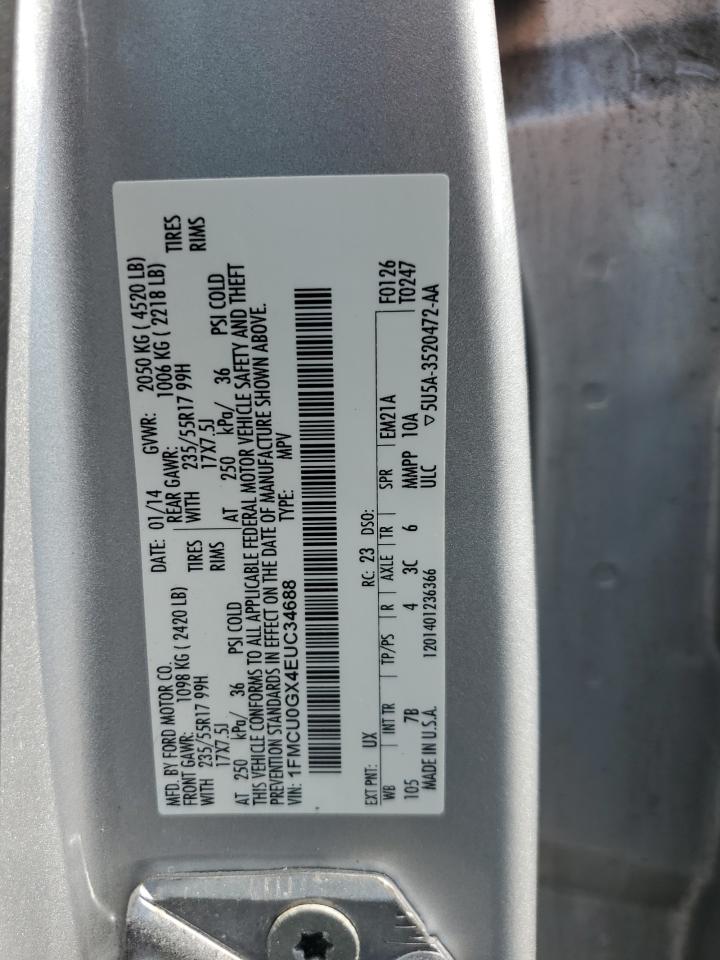 MFD. BY FORD MOTOR CO.
DATE: 01/14 GVWR: 2050 KG ( 4520 LB)
FRONT GAWR: 1098 KG ( 2420 LB) REAR GAWR: 1006 KG ( 2218 LB)
WITH 235/55R17 99H TIRES WITH 235/55R17 99H TIRES
17X7.5J RIMS 17X7.5J RIMS
AT 250 kPa/ 36 PSI COLD AT 250 kPa/ 36 PSI COLD
THIS VEHICLE CONFORMS TO ALL APPLICABLE FEDERAL MOTOR VEHICLE SAFETY AND THEFT
PREVENTION STANDARDS IN EFFECT ON THE DATE OF MANUFACTURE SHOWN ABOVE.
VIN: 1FMCU0GX4EUC34688 TYPE: MPV
EXT PNT: UX RC: 23 DSO: F0126
WB INT TR TP/PS R AXLE TR SPR EM21A T0247
105 7B 4 3C 6 MMPP 10A
MADE IN U.S.A. 1201401236366 ULC ▽5U5A-3520472-AA